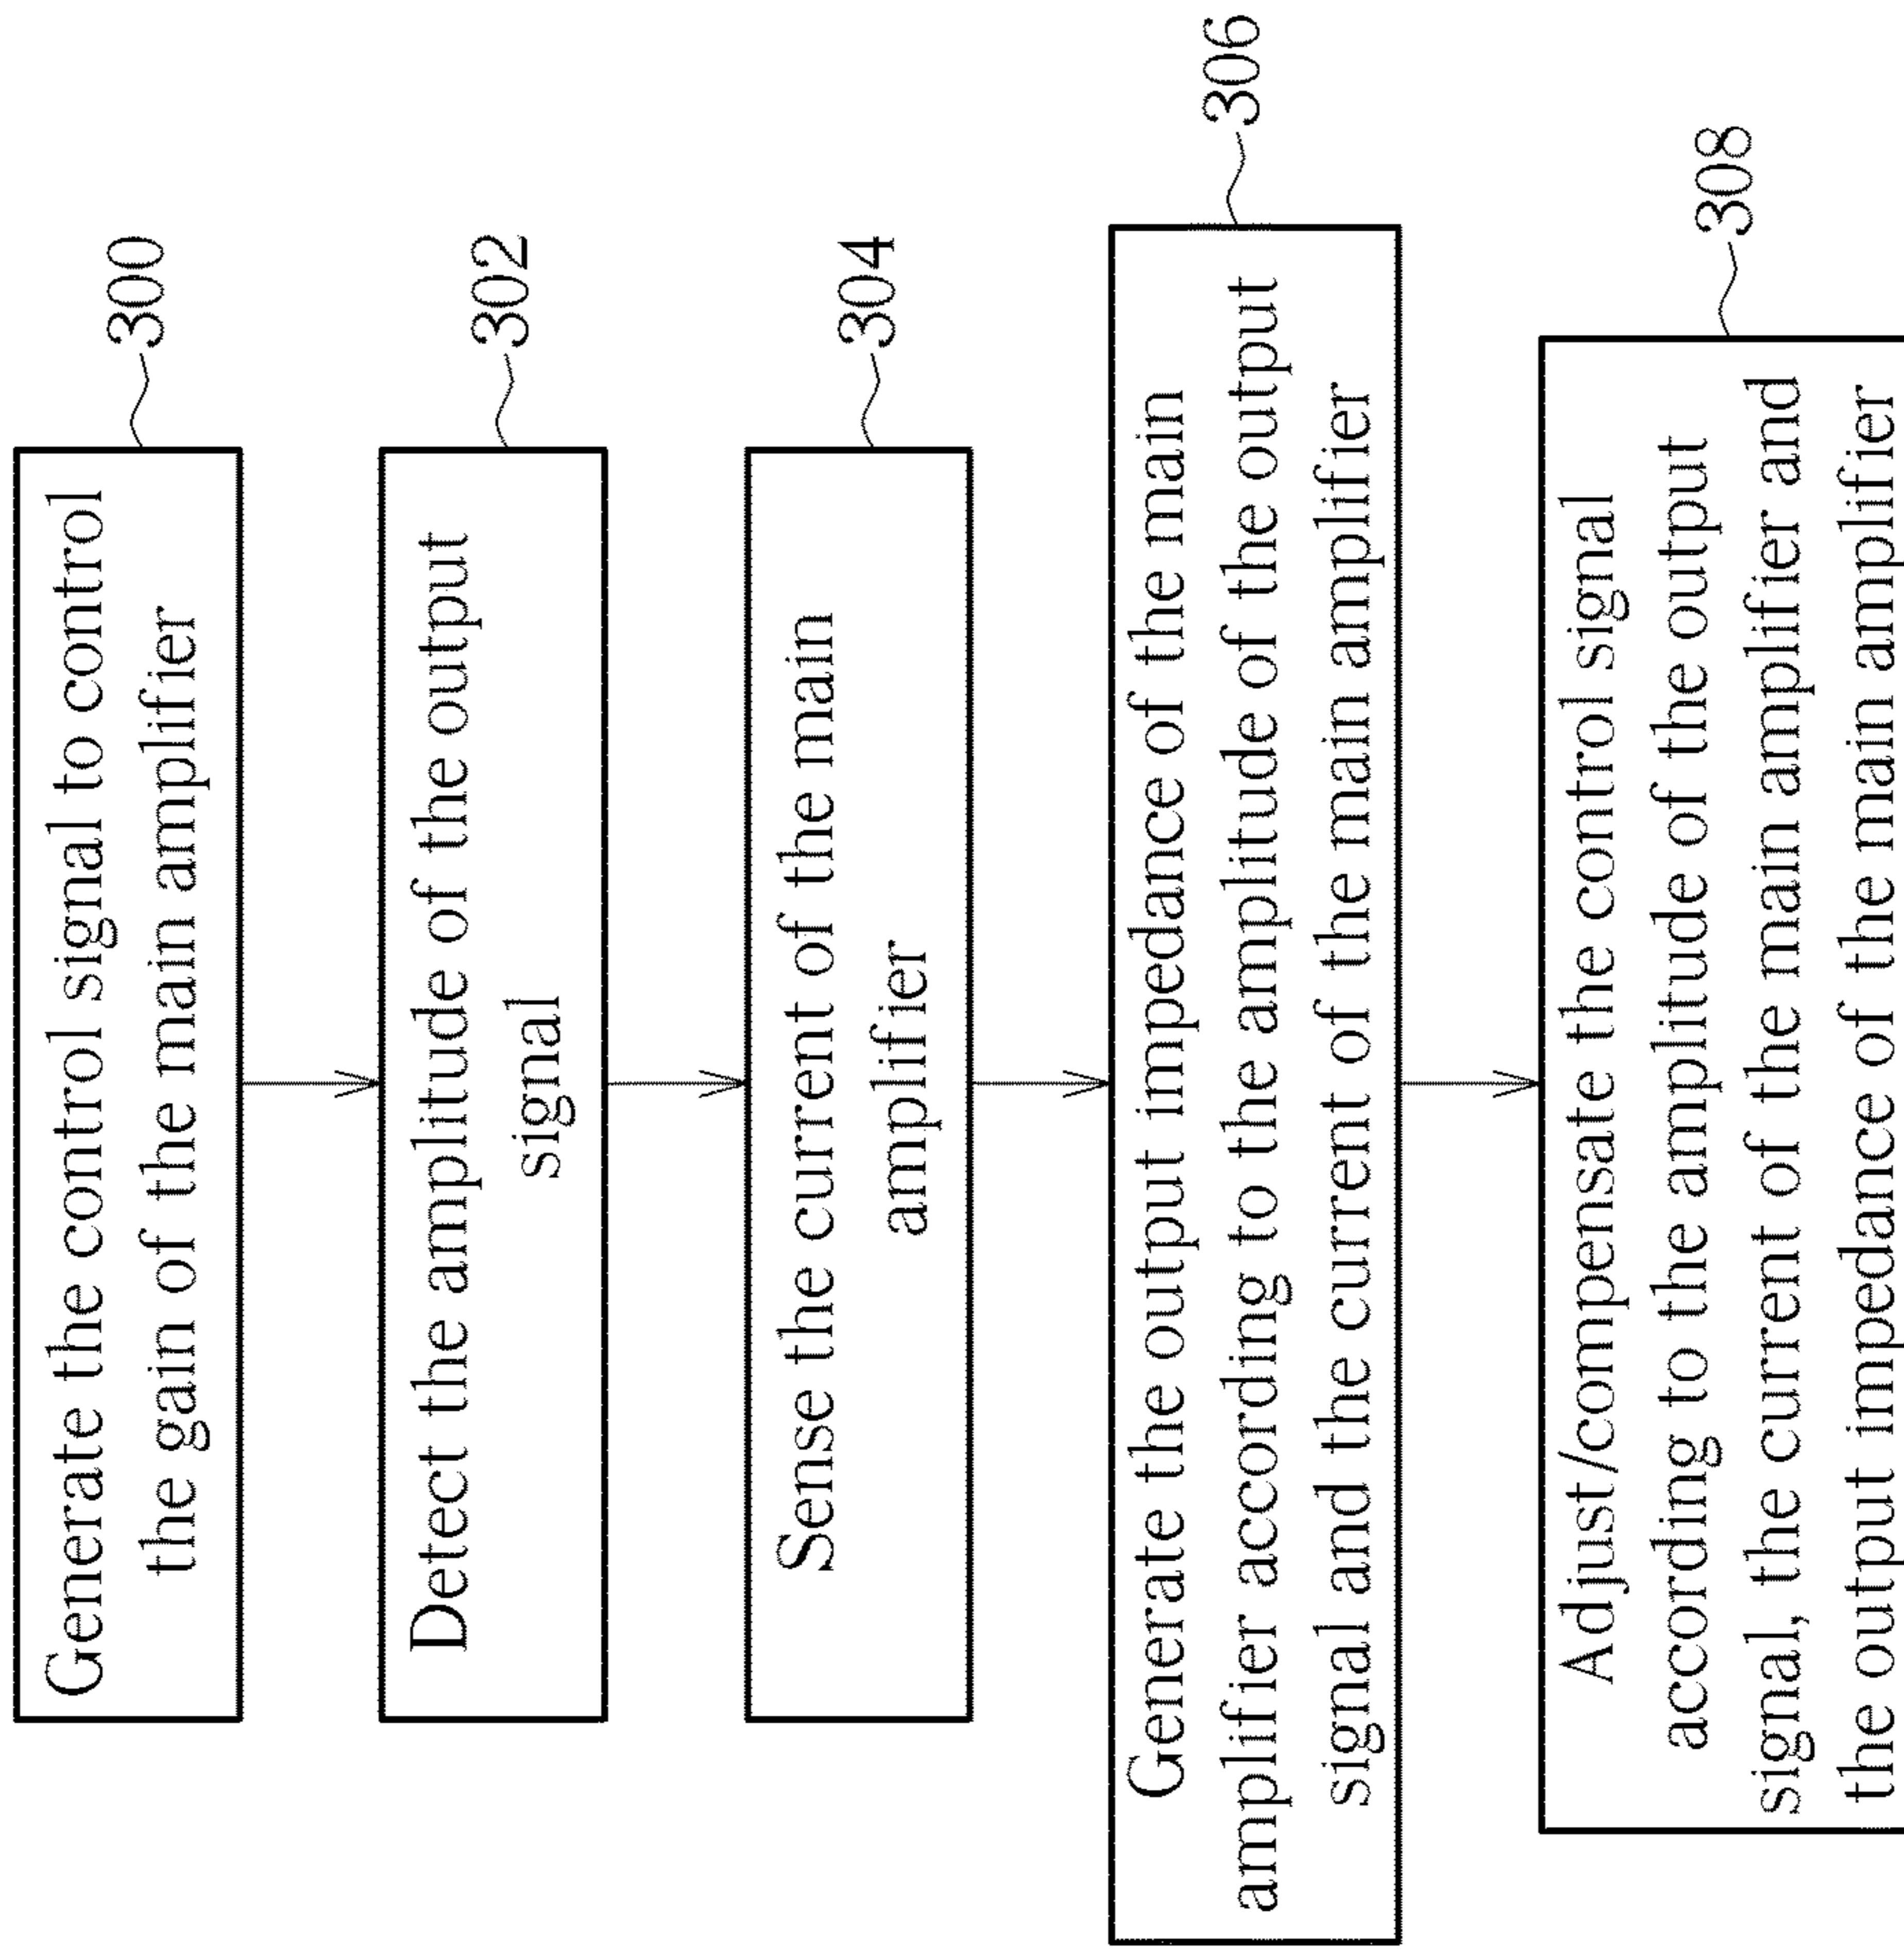 Generate the control signal to control
the gain of the main amplifier
300
Detect the amplitude of the output
signal
302
Sense the current of the main
amplifier
304
Generate the output impedance of the main
amplifier according to the amplitude of the output
signal and the current of the main amplifier
306
Adjust/compensate the control signal
according to the amplitude of the output
signal, the current of the main amplifier and
the output impedance of the main amplifier
308